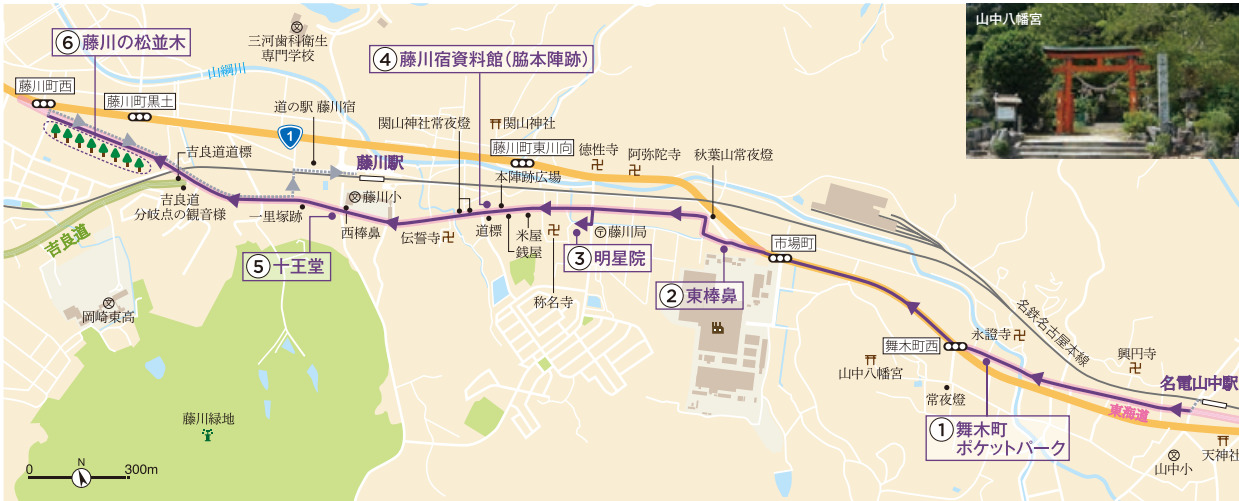 山中八幡宮
⑥藤川の松並木
三河歯科衛生
専門学校
④藤川宿資料館（脇本陣跡）
山綱川
藤川町西
藤川町黒土
道の駅 藤川宿
関山神社常夜燈
関山神社
1
藤川町東川向
徳性寺
阿弥陀寺
秋葉山常夜燈
吉良道道標
藤川駅
本陣跡広場
藤川小
吉良道
分岐点の観音様
一里塚跡
西棒鼻
伝誓寺
道標
米屋
銭屋
藤川局
市場町
吉良道
⑤十王堂
③明星院
②東棒鼻
称名寺
岡崎東高
名鉄名古屋本線
永證寺
舞木町西
興円寺
山中八幡宮
名電山中駅
常夜燈
東海道
藤川緑地
①舞木町
ポケットパーク
天神社
山中小
0
N
300m